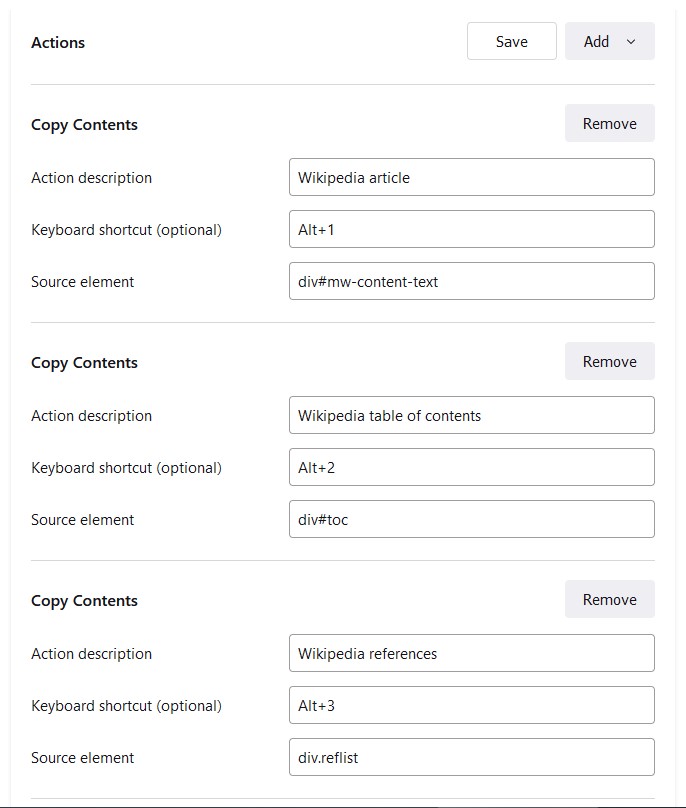 Actions Save Add
Copy Contents Remove
Action description Wikipedia article
Keyboard shortcut (optional) Alt+1
Source element div#mw-content-text
Copy Contents Remove
Action description Wikipedia table of contents
Keyboard shortcut (optional) Alt+2
Source element div#toc
Copy Contents Remove
Action description Wikipedia references
Keyboard shortcut (optional) Alt+3
Source element div.reflist